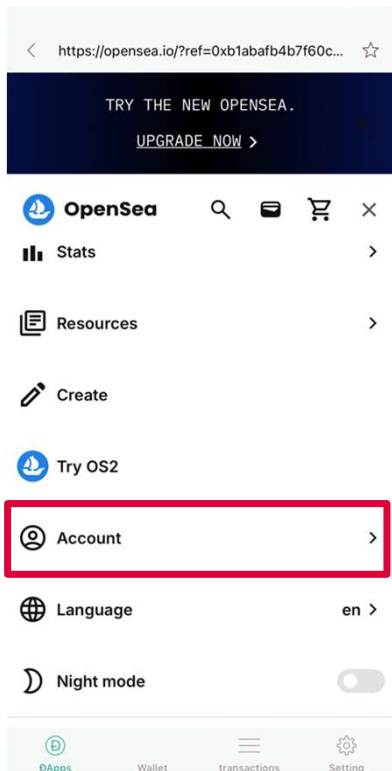 https://opensea.io/?ref=0xb1abafb4b7f60c...
TRY THE NEW OPENSEA.
UPGRADE NOW >
OpenSea
Stats
Resources
Create
Try OS2
Account
Language en
Night mode
DApps Wallet transactions Setting